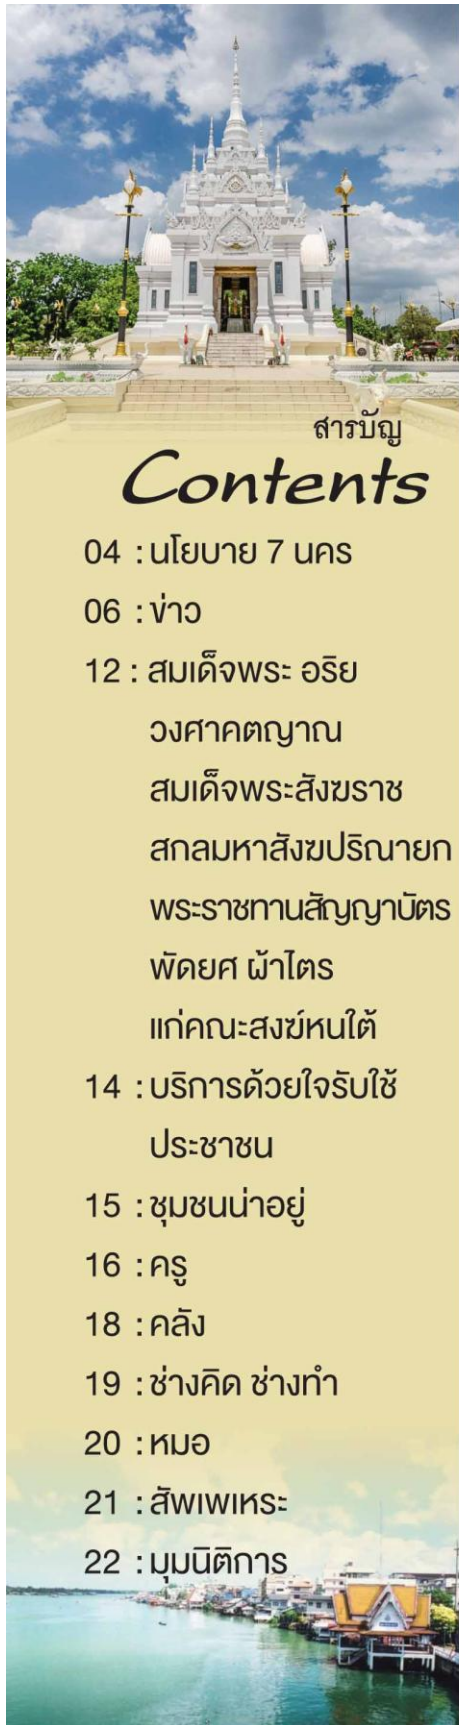 สารบัญ
Contents
04 : นโยบาย 7 นคร
06 : ข่าว
12 : สมเด็จพระ อริย
วงศาคตญาณ
สมเด็จพระสังฆราช
สกลมหาสังฆปริณายก
พระราชทานสัญญาบัตร
พัดยศ ผ้าไตร
แก่คณะสงฆ์หนใต้
14 : บริการด้วยใจรับใช้
ประชาชน
15 : ชุมชนน่าอยู่
16 : ครู
18 : คลัง
19 : ช่างคิด ช่างทำ
20 : หมอ
21 : สัพเพเหระ
22 : มุมนิติการ